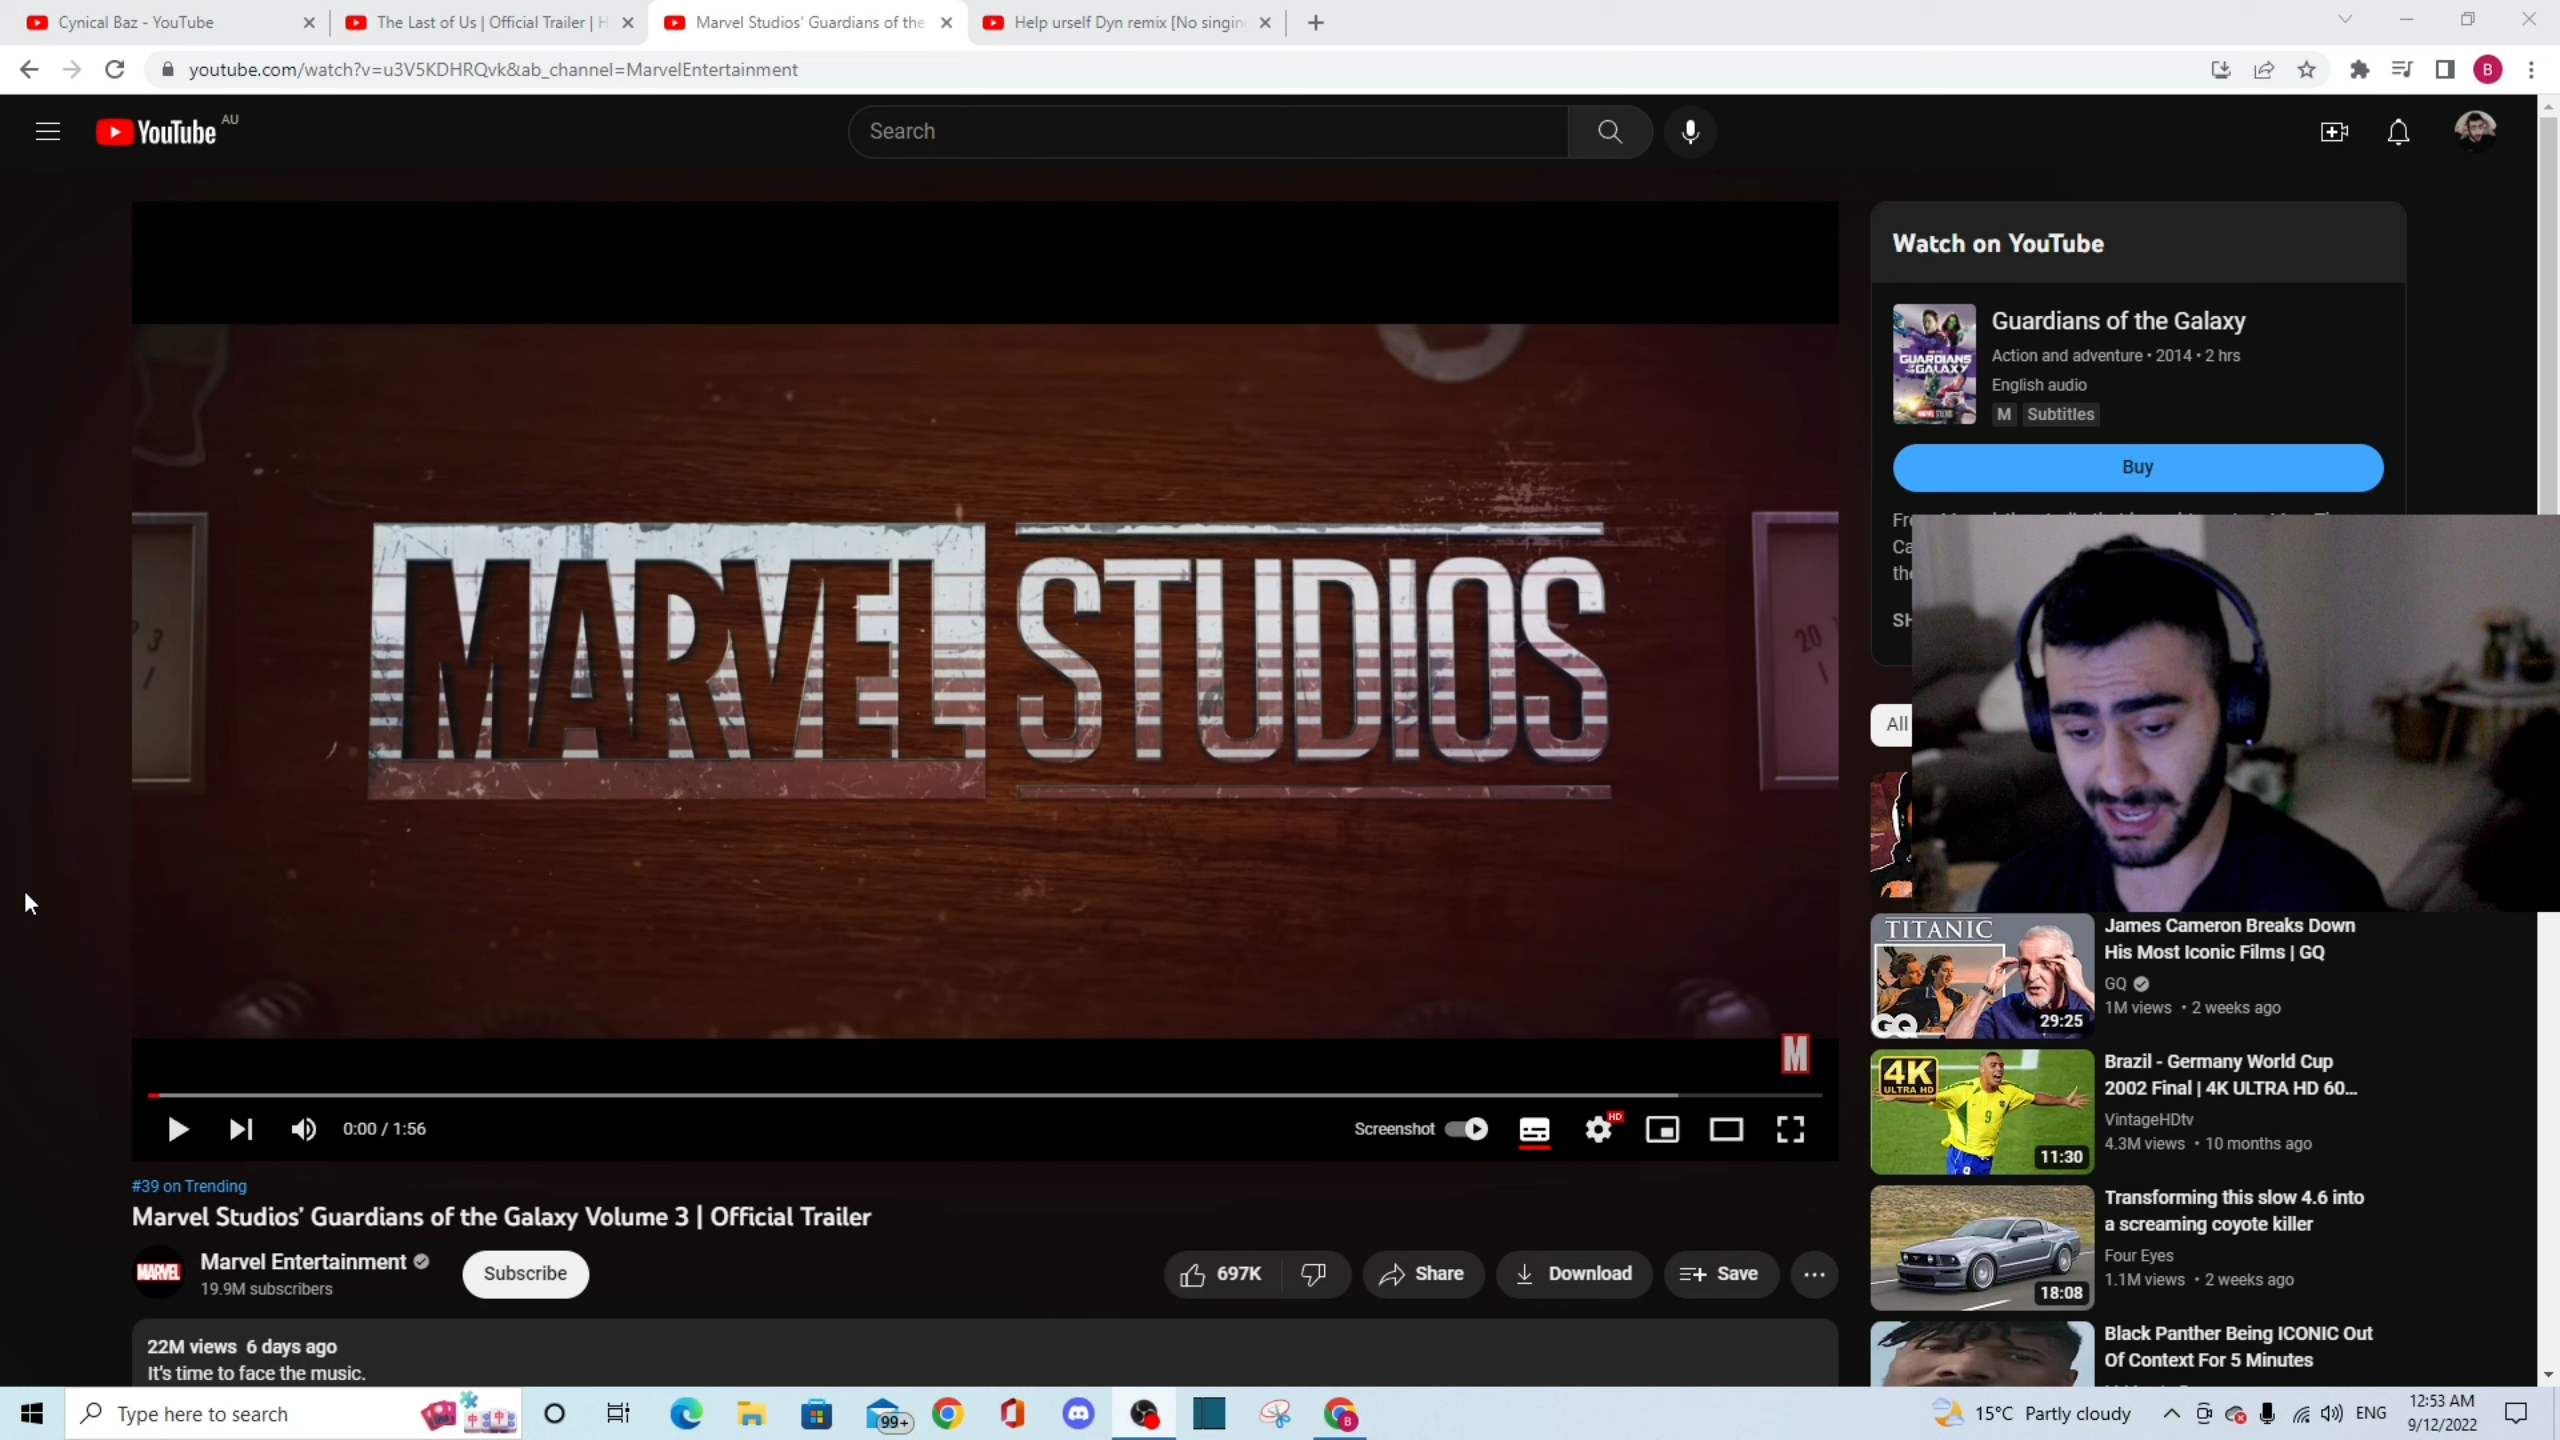 Cynical Baz - YouTube
The Last of Us | Official Trailer | H
Marvel Studios' Guardians of the
Help urself Dyn remix [No singing
youtube.com/watch?v=u3V5KDHRQvk&ab_channel=MarvelEntertainment
B
YouTube AU
Search
MARVEL STUDIOS
M
0:00 / 1:56
Screenshot
HD
#39 on Trending
Marvel Studios' Guardians of the Galaxy Volume 3 | Official Trailer
MARVEL
Marvel Entertainment
19.9M subscribers
Subscribe
697K
Share
Download
Save
22M views 6 days ago
It's time to face the music.
Watch on YouTube
GUARDIANS
OF THE
GALAXY
Guardians of the Galaxy
Action and adventure • 2014 • 2 hrs
English audio
M Subtitles
Buy
All
TITANIC
GQ
29:25
James Cameron Breaks Down
His Most Iconic Films | GQ
GQ
1M views • 2 weeks ago
4K
ULTRA HD
9
11:30
Brazil - Germany World Cup
2002 Final | 4K ULTRA HD 60...
VintageHDtv
4.3M views • 10 months ago
18:08
Transforming this slow 4.6 into
a screaming coyote killer
Four Eyes
1.1M views • 2 weeks ago
Black Panther Being ICONIC Out
Of Context For 5 Minutes
Type here to search
99+
B
15°C Partly cloudy
ENG
12:53 AM
9/12/2022